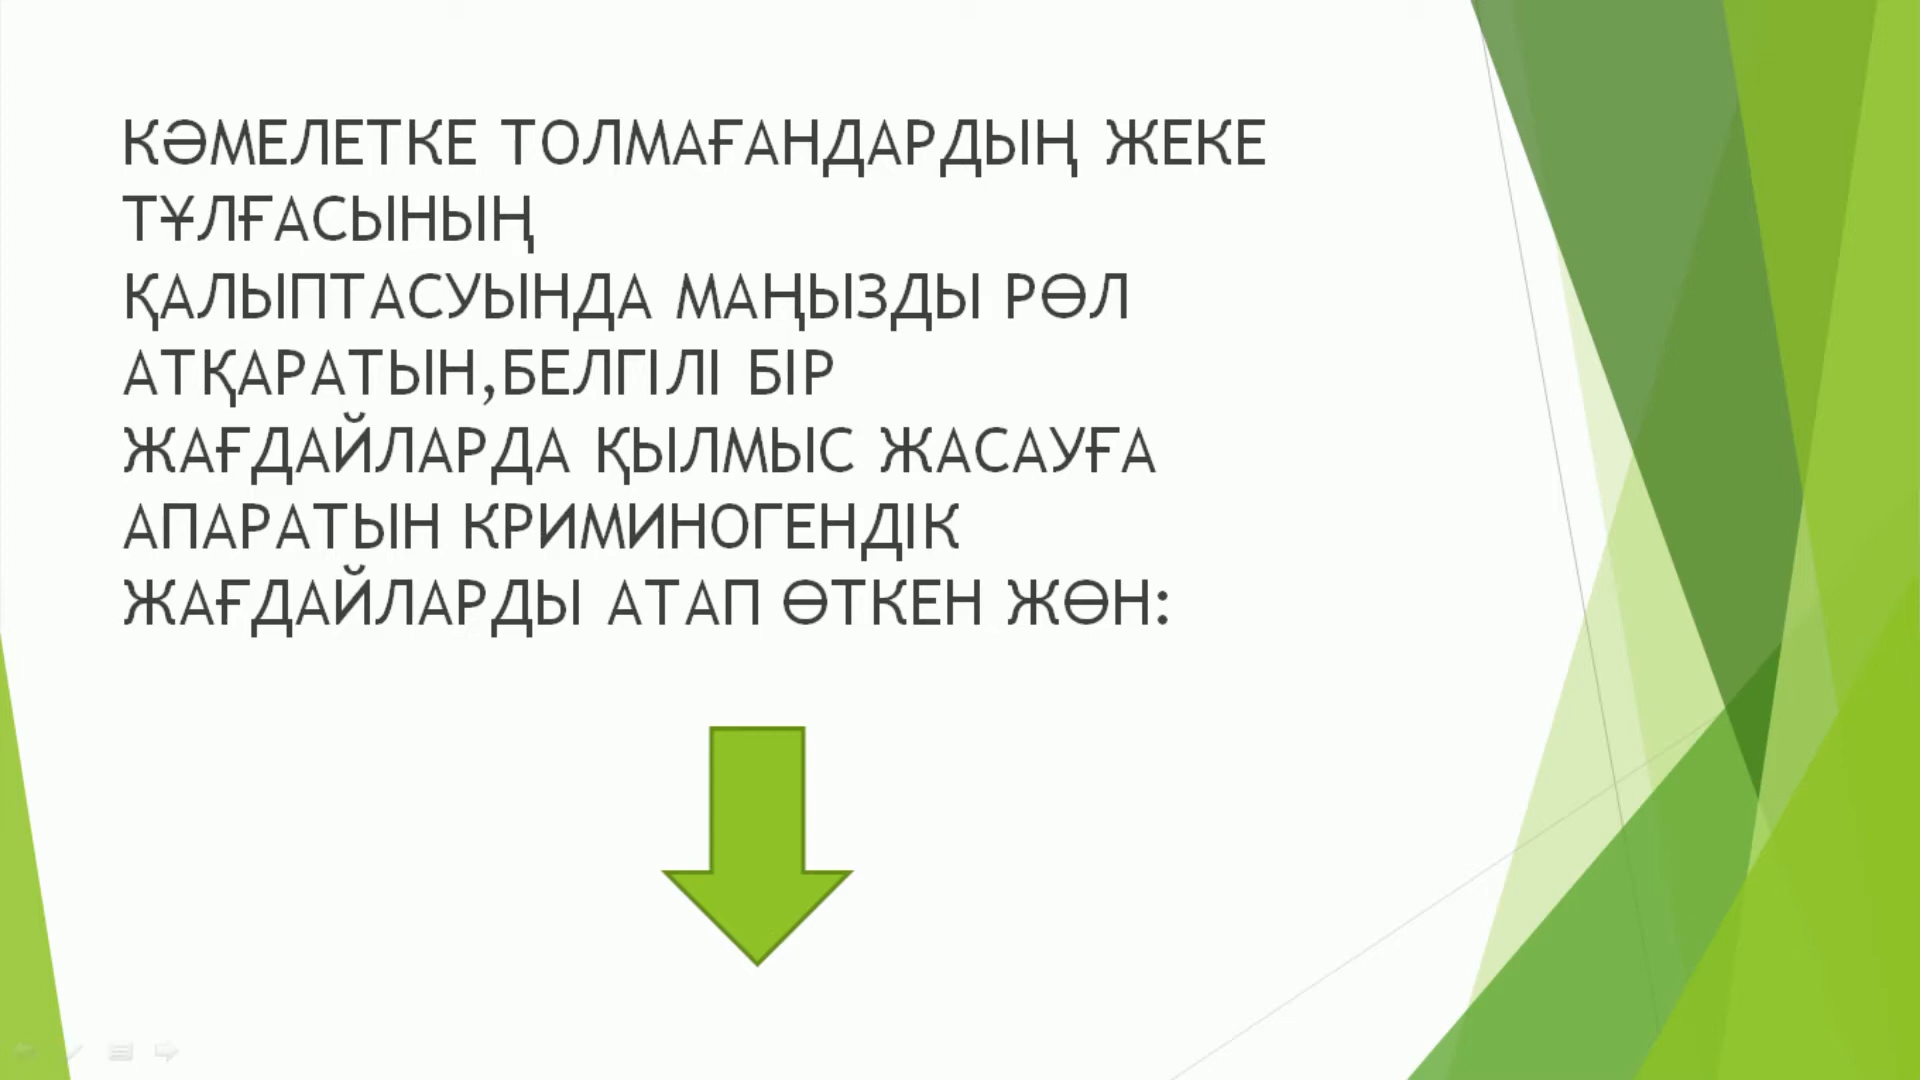 КӘМЕЛЕТКЕ ТОЛМАҒАНДАРДЫҢ ЖЕКЕ
ТҰЛҒАСЫНЫҢ
ҚАЛЫПТАСУЫНДА МАҢЫЗДЫ РӨЛ
АТҚАРАТЫН,БЕЛГІЛІ БІР
ЖАҒДАЙЛАРДА ҚЫЛМЫС ЖАСАУҒА
АПАРАТЫН КРИМИНОГЕНДІК
ЖАҒДАЙЛАРДЫ АТАП ӨТКЕН ЖӨН: